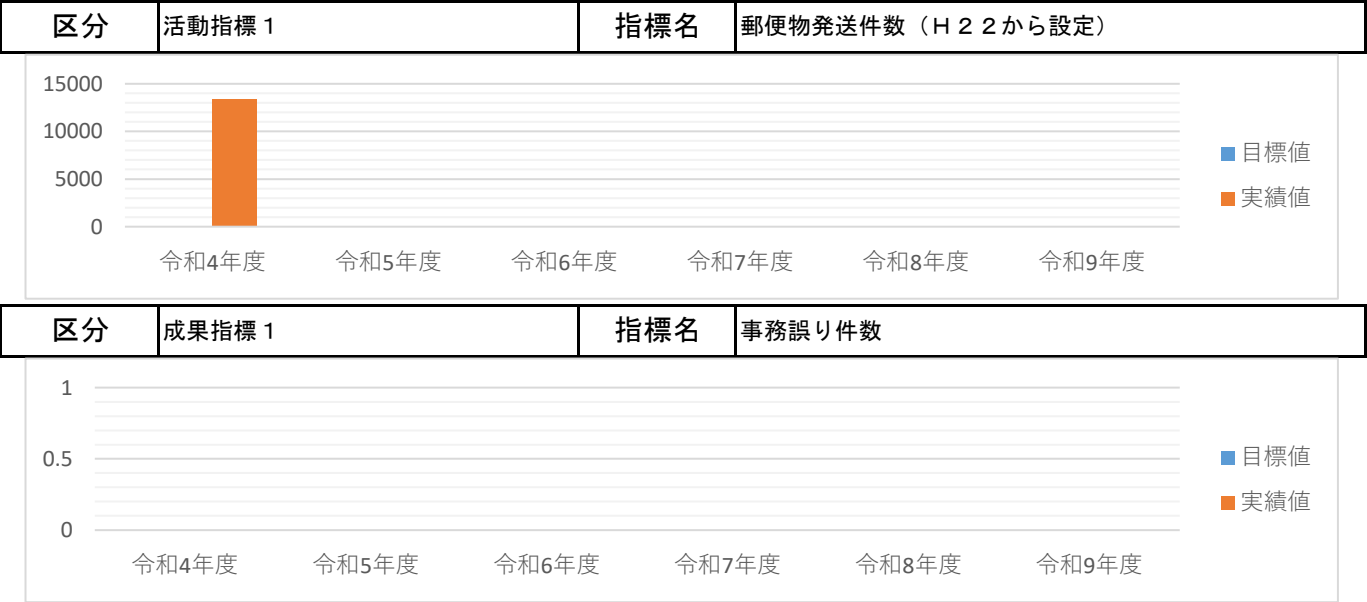 区分 活動指標１ 指標名 郵便物発送件数（Ｈ２２から設定）
15000
10000
5000
0
目標値
実績値
令和4年度 令和5年度 令和6年度 令和7年度 令和8年度 令和9年度
区分 成果指標１ 指標名 事務誤り件数
1
0.5
0
目標値
実績値
令和4年度 令和5年度 令和6年度 令和7年度 令和8年度 令和9年度